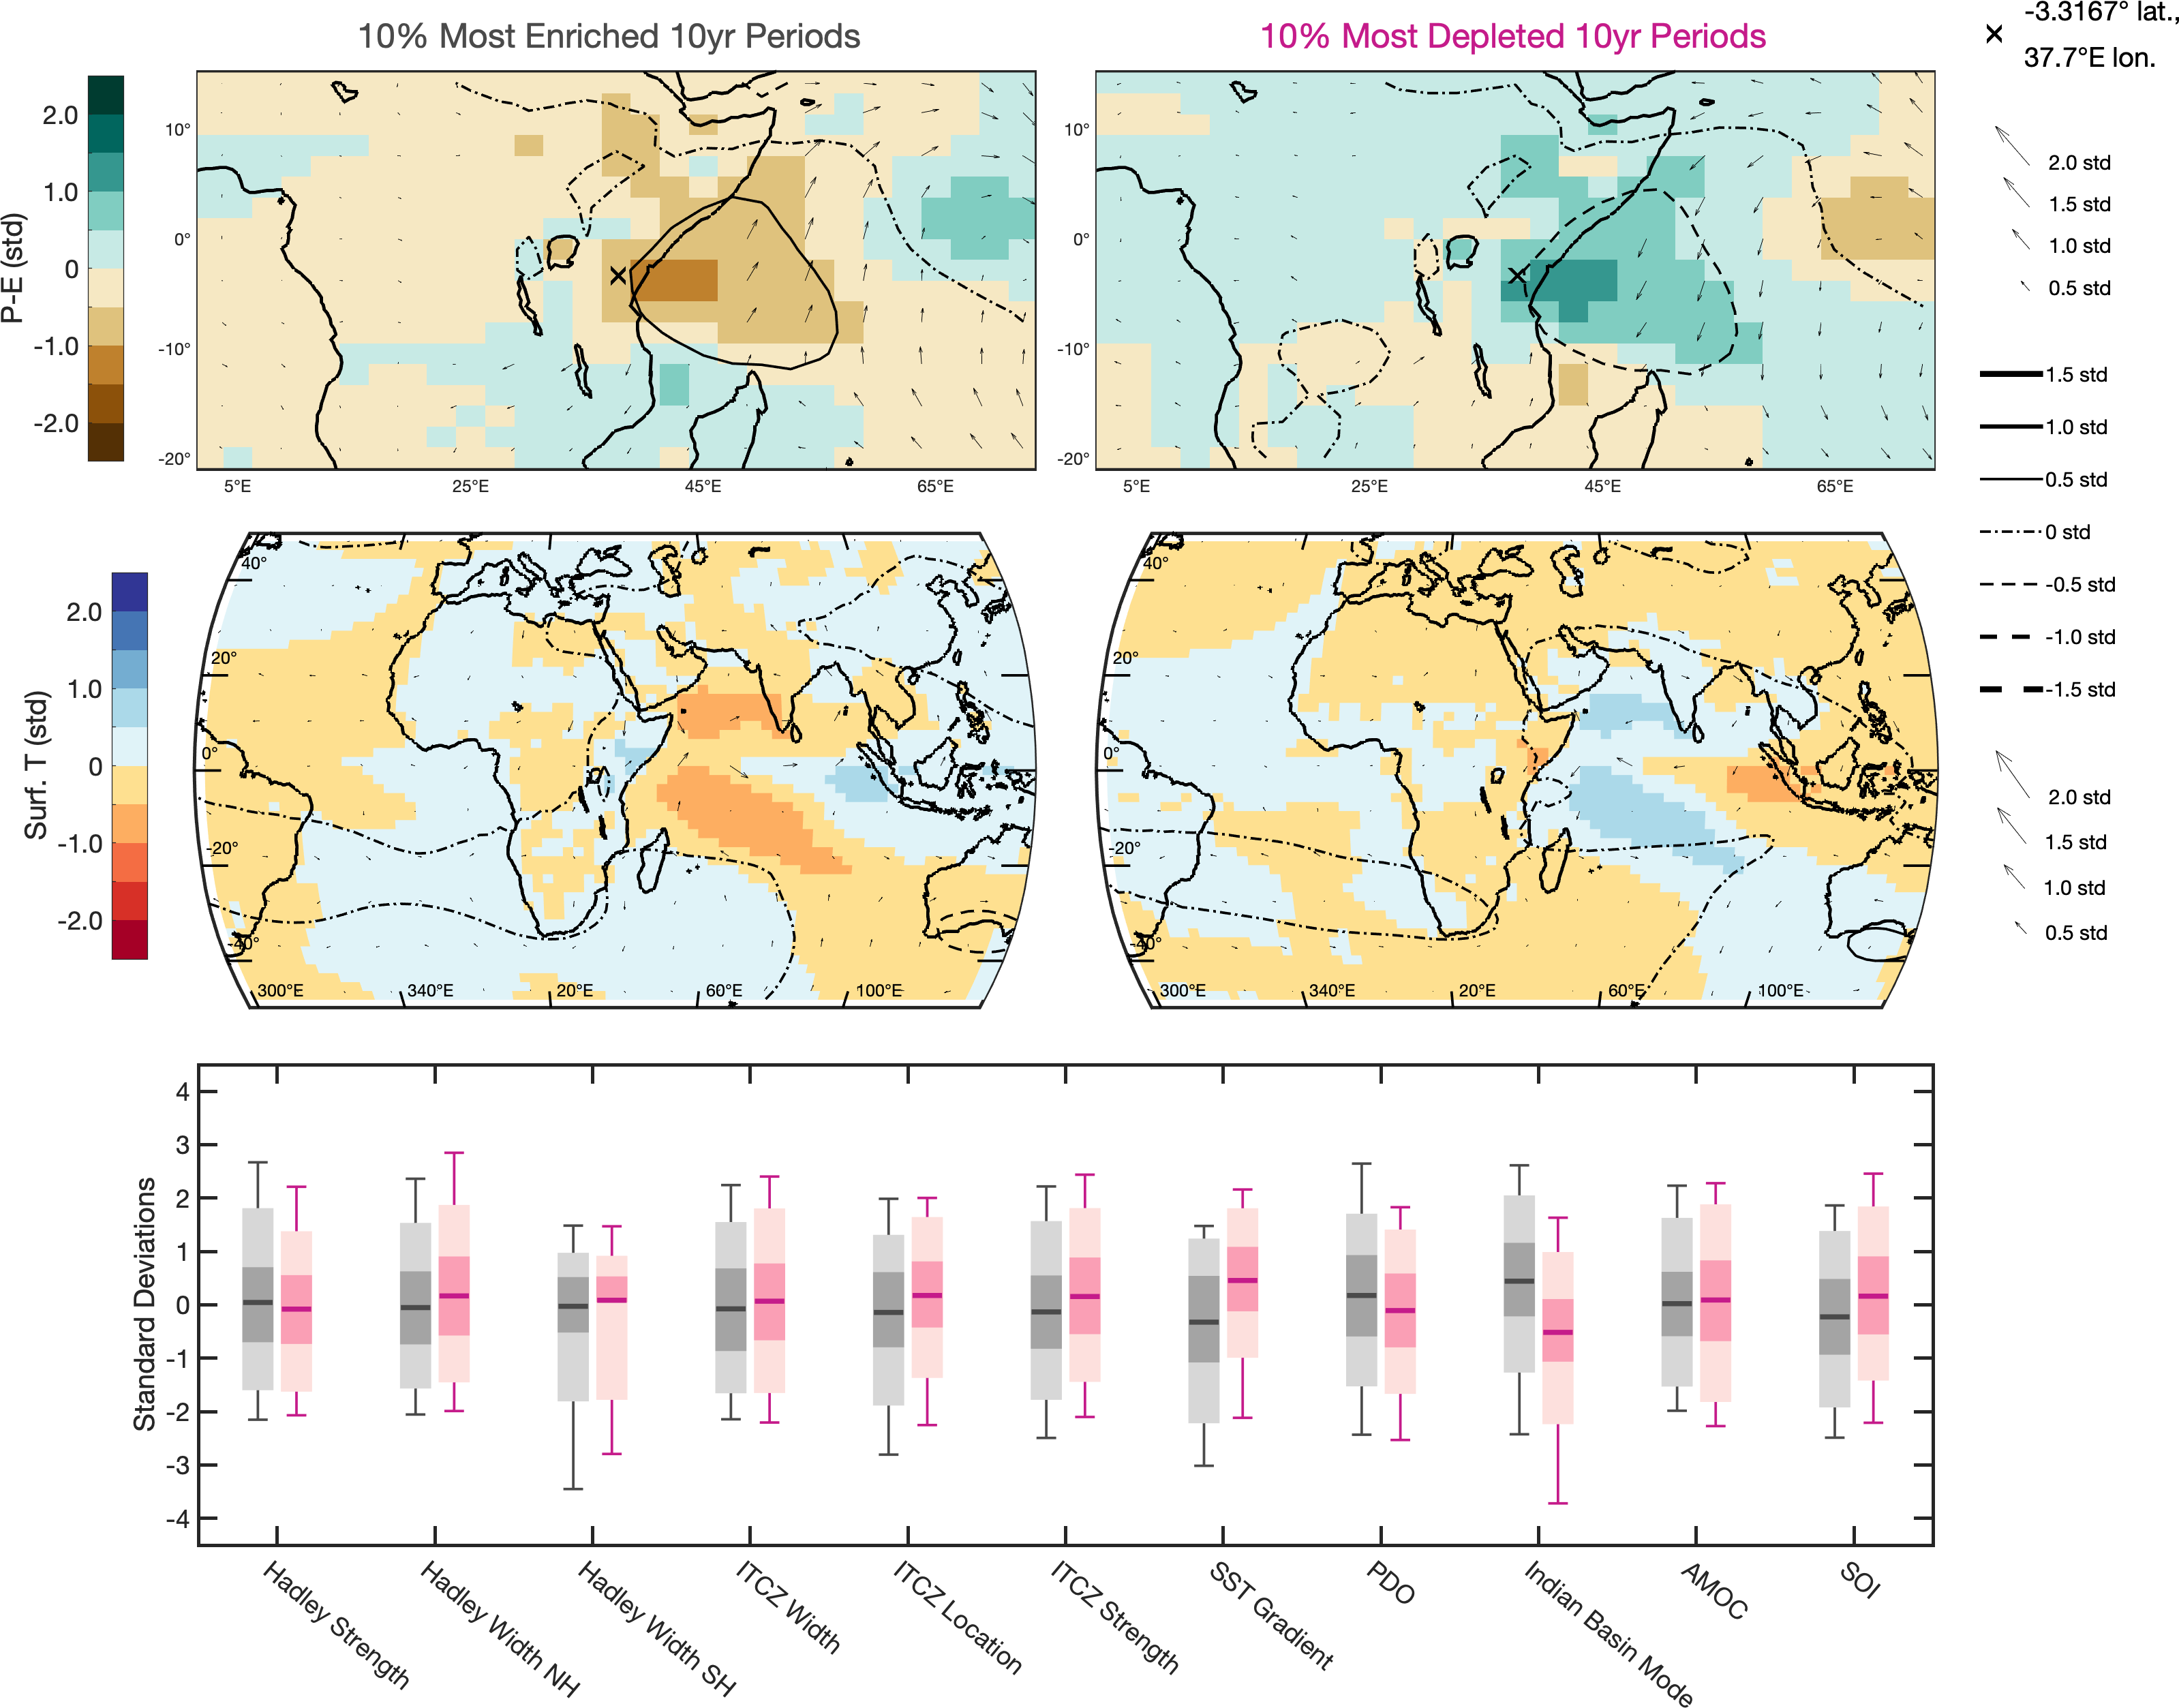 10% Most Enriched 10yr Periods
10% Most Depleted 10yr Periods
-3.3167° lat.,
37.7°E lon.
P-E (std)
2.0
1.0
0
-1.0
-2.0
10°
0°
-10°
-20°
5°E
25°E
45°E
65°E
10°
0°
-10°
-20°
5°E
25°E
45°E
65°E
2.0 std
1.5 std
1.0 std
0.5 std
1.5 std
1.0 std
0.5 std
0 std
-0.5 std
-1.0 std
-1.5 std
Surf. T (std)
2.0
1.0
0
-1.0
-2.0
40°
20°
0°
-20°
-40°
300°E
340°E
20°E
60°E
100°E
40°
20°
0°
-20°
-40°
300°E
340°E
20°E
60°E
100°E
2.0 std
1.5 std
1.0 std
0.5 std
Standard Deviations
4
3
2
1
0
-1
-2
-3
-4
Hadley Strength
Hadley Width NH
Hadley Width SH
ITCZ Width
ITCZ Location
ITCZ Strength
SST Gradient
PDO
Indian Basin Mode
AMOC
SOI